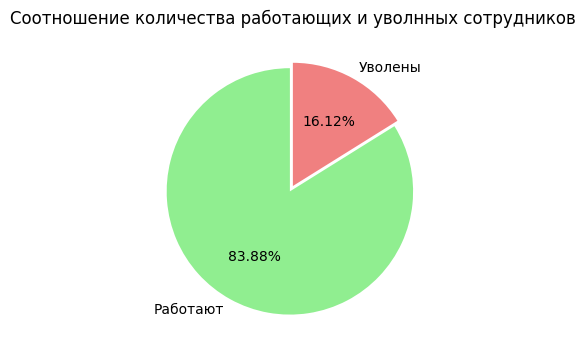 Соотношение количества работающих и уволнных сотрудников
Уволены
16.12%
83.88%
Работают